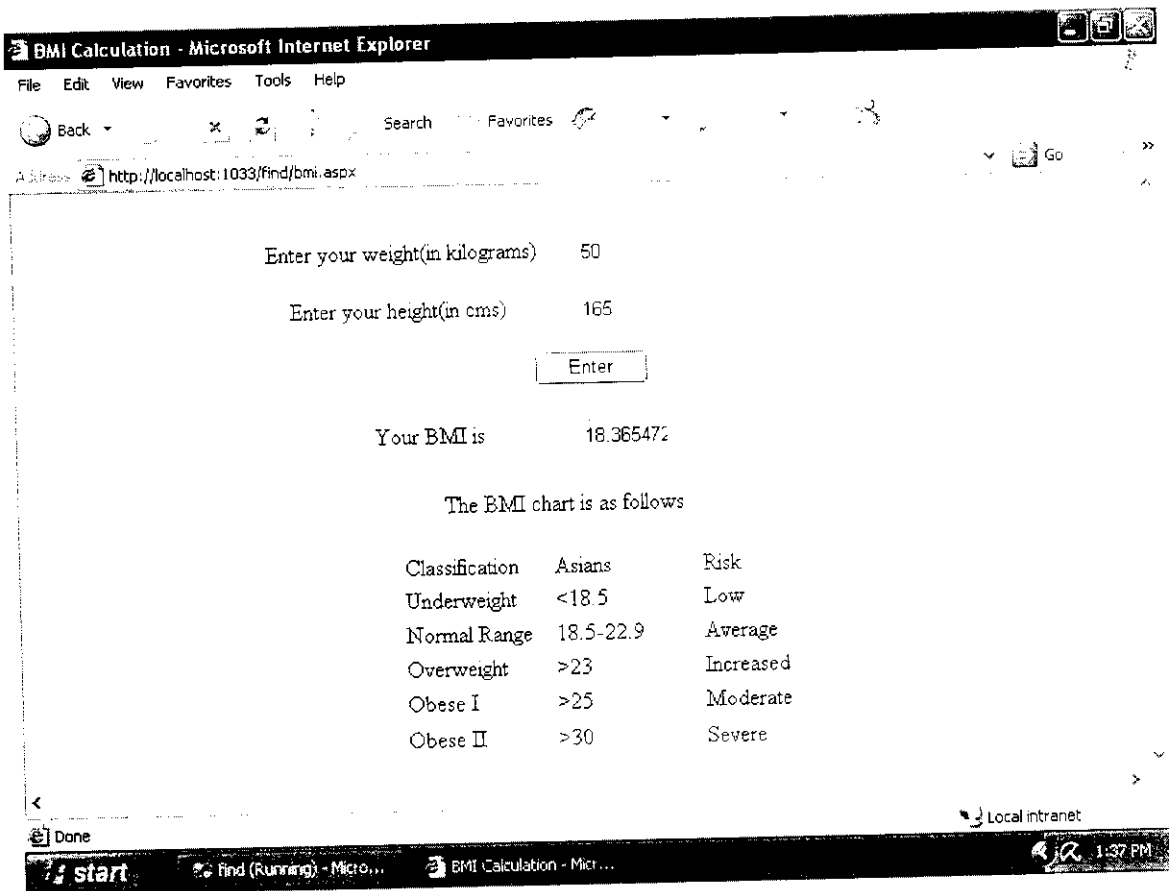 BMI Calculation - Microsoft Internet Explorer
File Edit View Favorites Tools Help
Back Search Favorites
Address http://localhost:1033/find/bmi.aspx Go
Enter your weight(in kilograms) 50
Enter your height(in cms) 165
Enter
Your BMI is 18.365472
The BMI chart is as follows
Classification Asians Risk
Underweight <18.5 Low
Normal Range 18.5-22.9 Average
Overweight >23 Increased
Obese I >25 Moderate
Obese II >30 Severe
Done Local intranet
start find (Running) - Micro... BMI Calculation - Micr... 1:37 PM